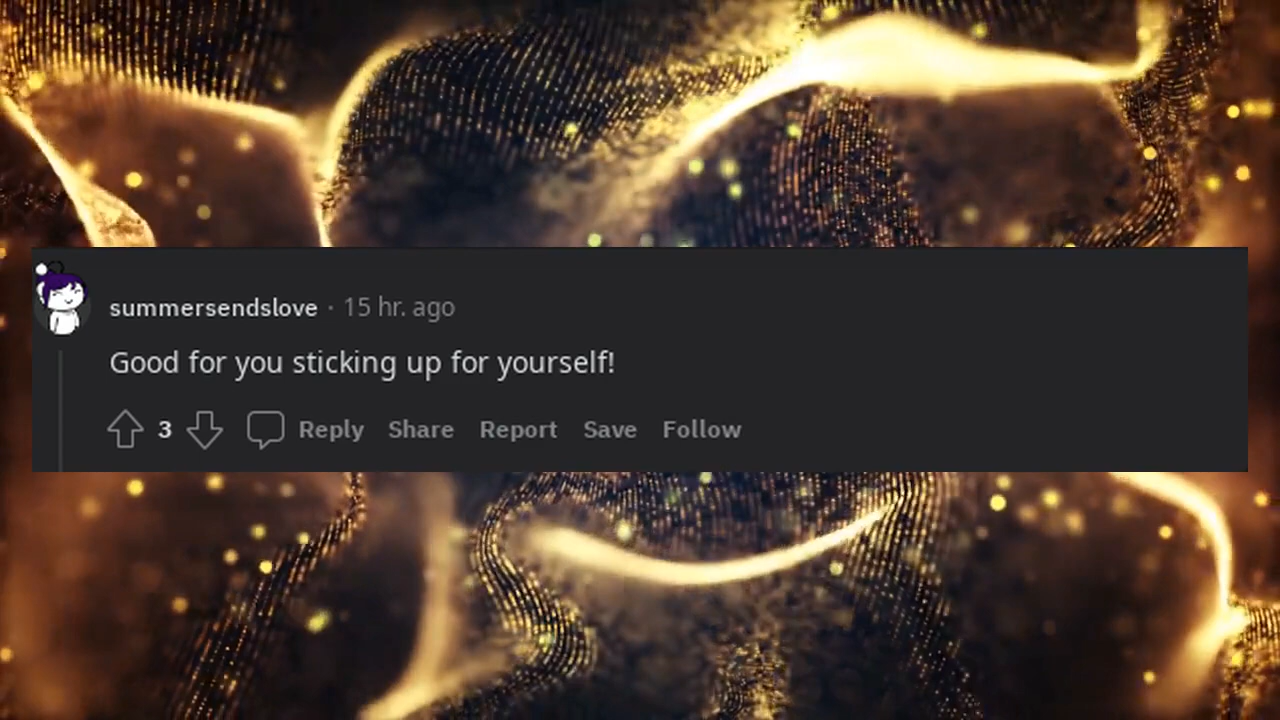 summersendslove · 15 hr. ago
Good for you sticking up for yourself!
3 Reply Share Report Save Follow